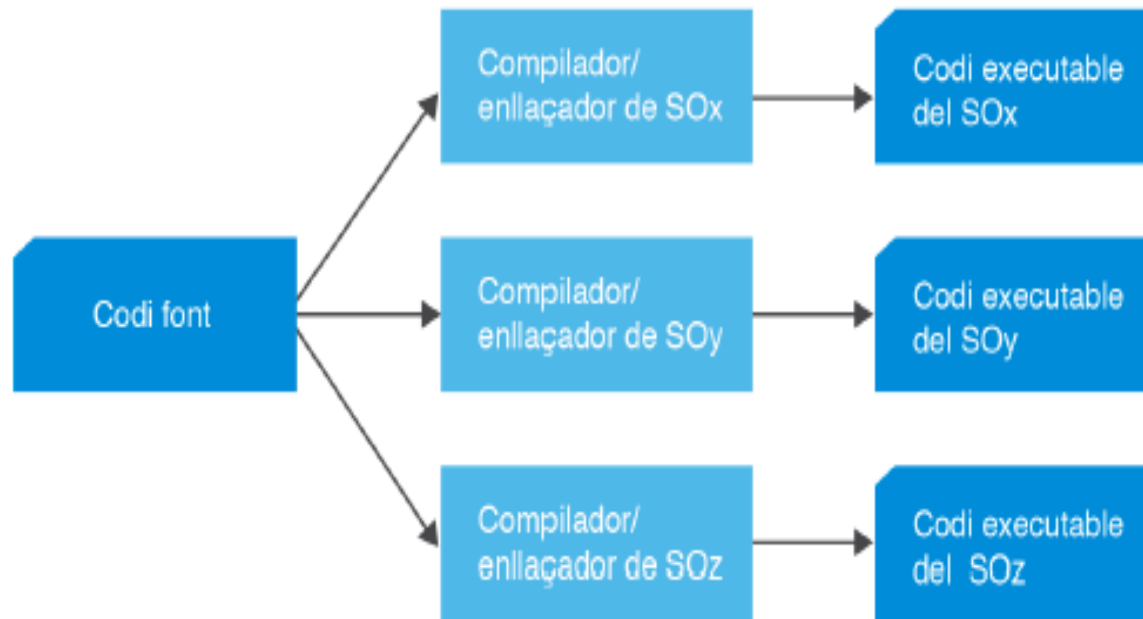 Codi font
Compilador/
enllaçador de SOx
Codi executable
del SOx
Compilador/
enllaçador de SOy
Codi executable
del SOy
Compilador/
enllaçador de SOz
Codi executable
del SOz